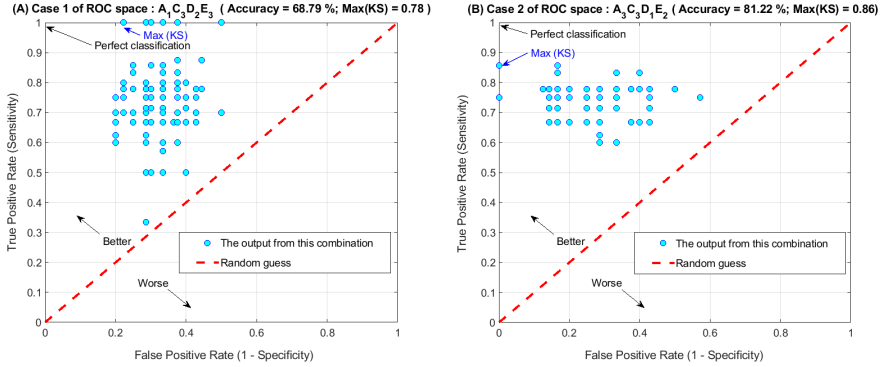 (A) Case 1 of ROC space : A1C3D2E3 ( Accuracy = 68.79 %; Max(KS) = 0.78 )
1
Max (KS)
Perfect classification
0.9
0.8
0.7
0.6
0.5
0.4
0.3
0.2
0.1
0
True Positive Rate (Sensitivity)
Better
The output from this combination
Random guess
Worse
0
0.2
0.4
0.6
0.8
1
False Positive Rate (1 - Specificity)
(B) Case 2 of ROC space : A3C3D1E2 ( Accuracy = 81.22 %; Max(KS) = 0.86)
1
Perfect classification
Max (KS)
0.9
0.8
0.7
0.6
0.5
0.4
0.3
0.2
0.1
0
True Positive Rate (Sensitivity)
Better
The output from this combination
Random guess
Worse
0
0.2
0.4
0.6
0.8
1
False Positive Rate (1 - Specificity)